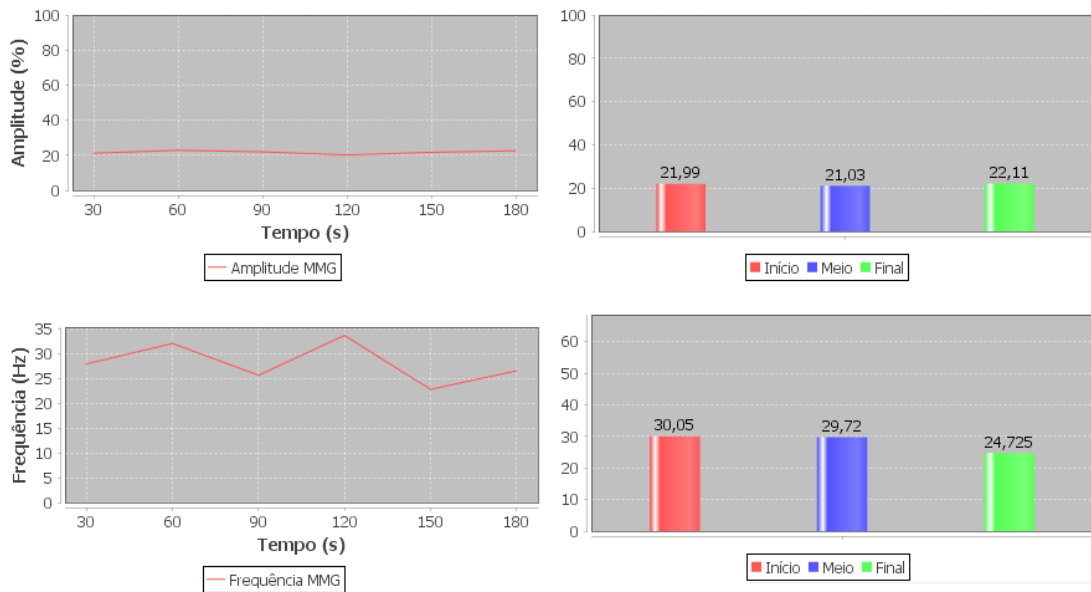 Amplitude (%)
100
80
60
40
20
0
30 60 90 120 150 180
Tempo (s)
Amplitude MMG
100
80
60
40
20
0
21,99 21,03 22,11
Início Meio Final
Frequência (Hz)
35
30
25
20
15
10
5
0
30 60 90 120 150 180
Tempo (s)
Frequência MMG
60
50
40
30
20
10
0
30,05 29,72 24,725
Início Meio Final